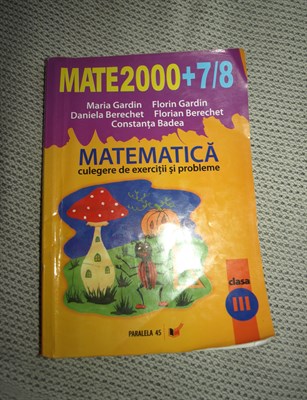 MATE2000+7/8
Maria Gardin Florin Gardin
Daniela Berechet Florian Berechet
Constanța Badea
MATEMATICĂ
culegere de exerciții și probleme
clasa
III
PARALELA 45